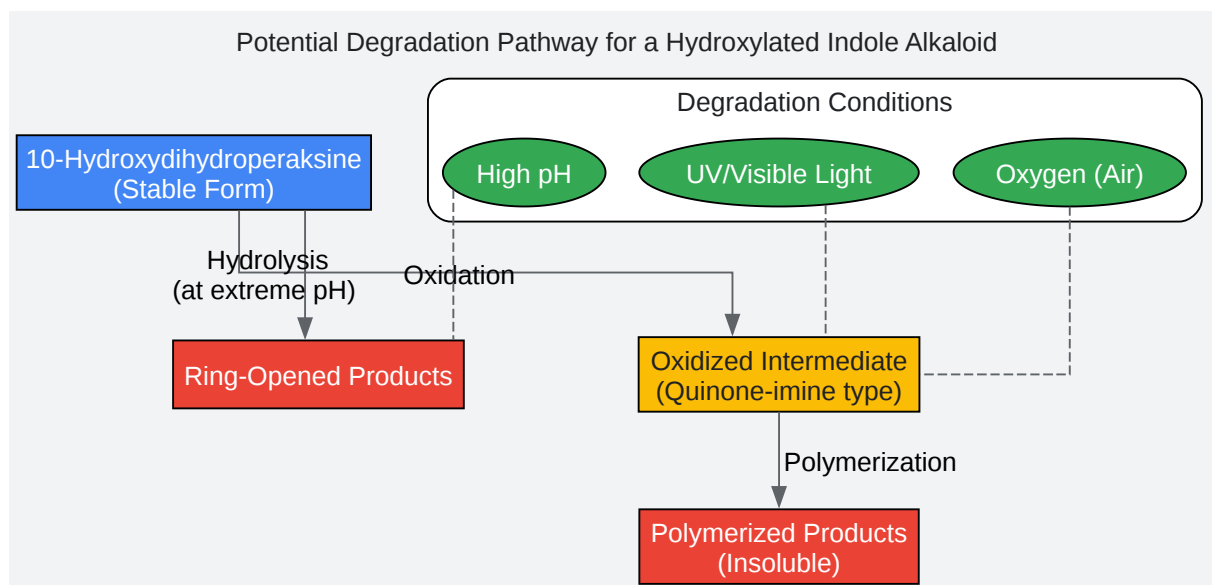 Potential Degradation Pathway for a Hydroxylated Indole Alkaloid
Degradation Conditions
10-Hydroxydihydroperaksine
(Stable Form)
High pH
UV/Visible Light
Oxygen (Air)
Hydrolysis
(at extreme pH)
Oxidation
Ring-Opened Products
Oxidized Intermediate
(Quinone-imine type)
Polymerization
Polymerized Products
(Insoluble)